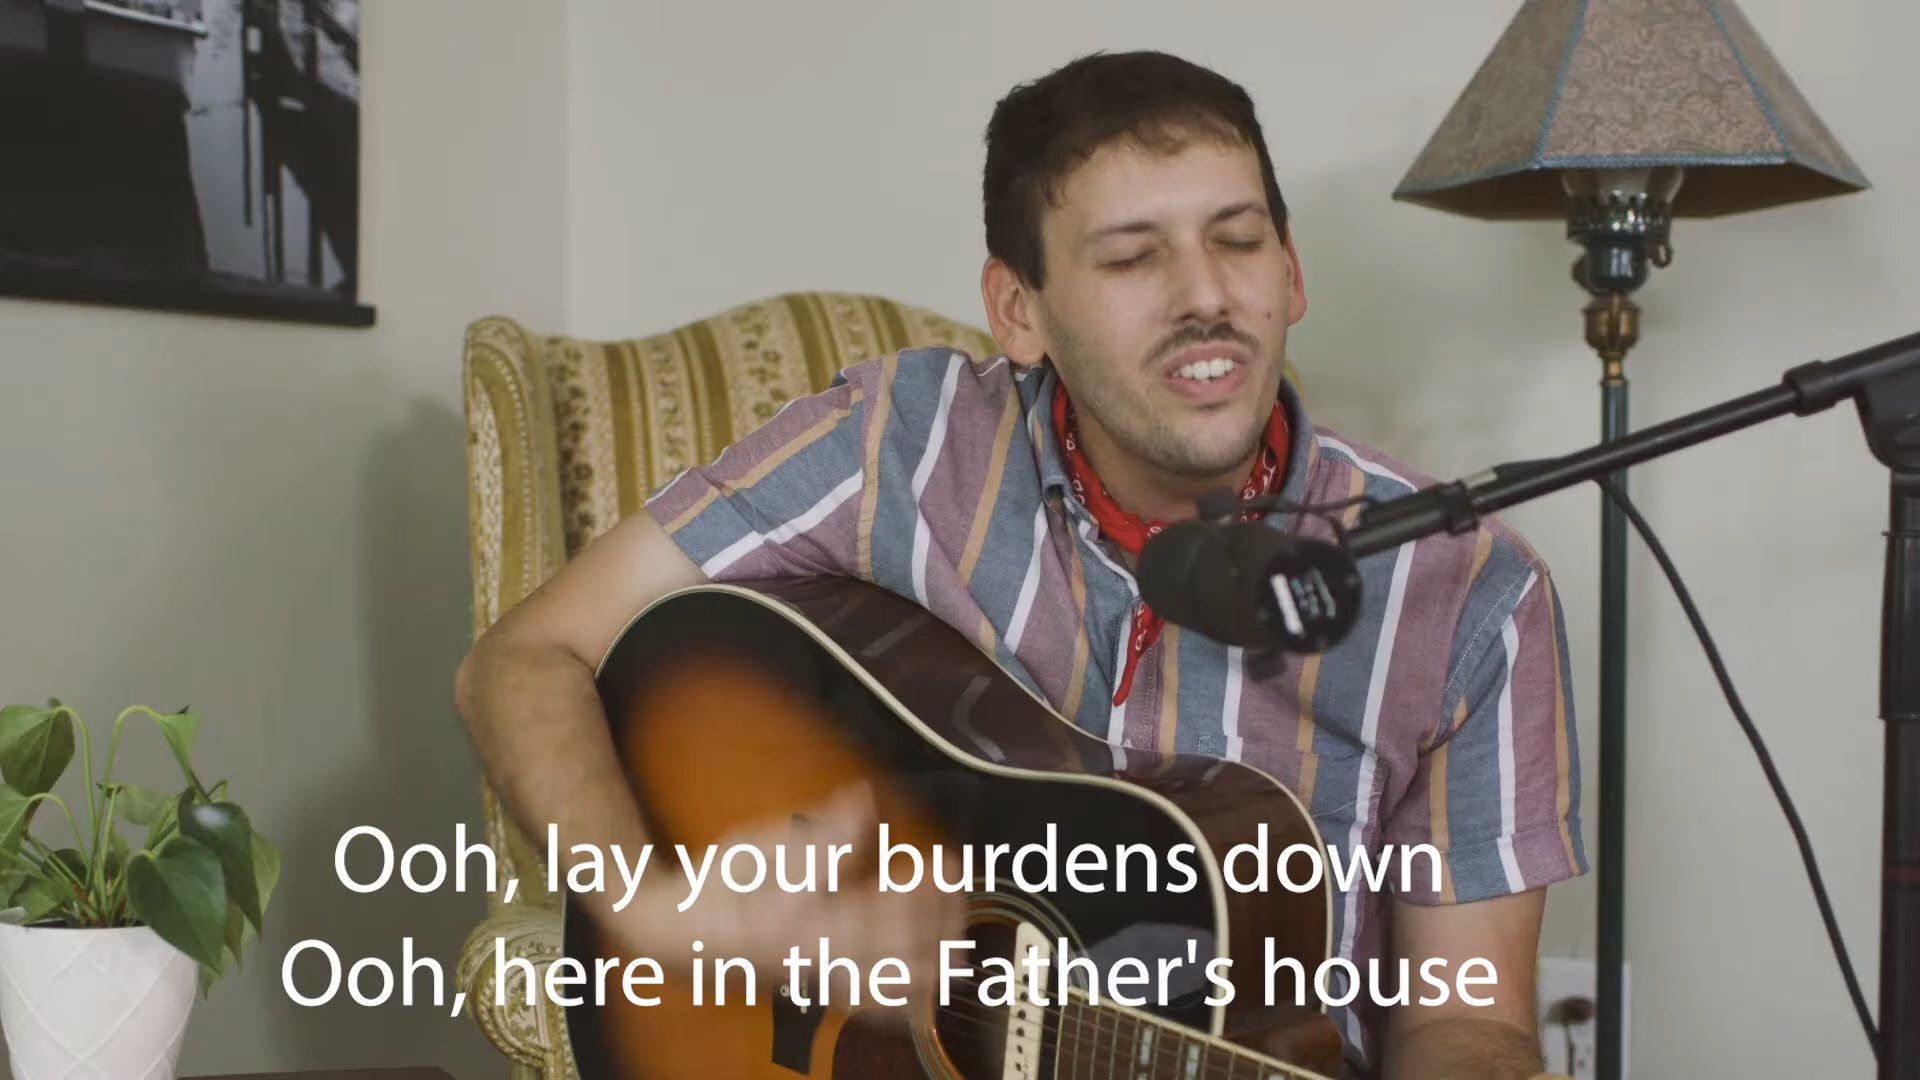 Ooh, lay your burdens down
Ooh, here in the Father's house